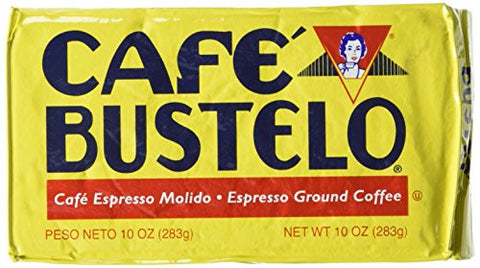 CAFÉ
BUSTELO®
Café Espresso Molido • Espresso Ground Coffee Ⓤ
PESO NETO 10 OZ (283g) NET WT 10 OZ (283g)